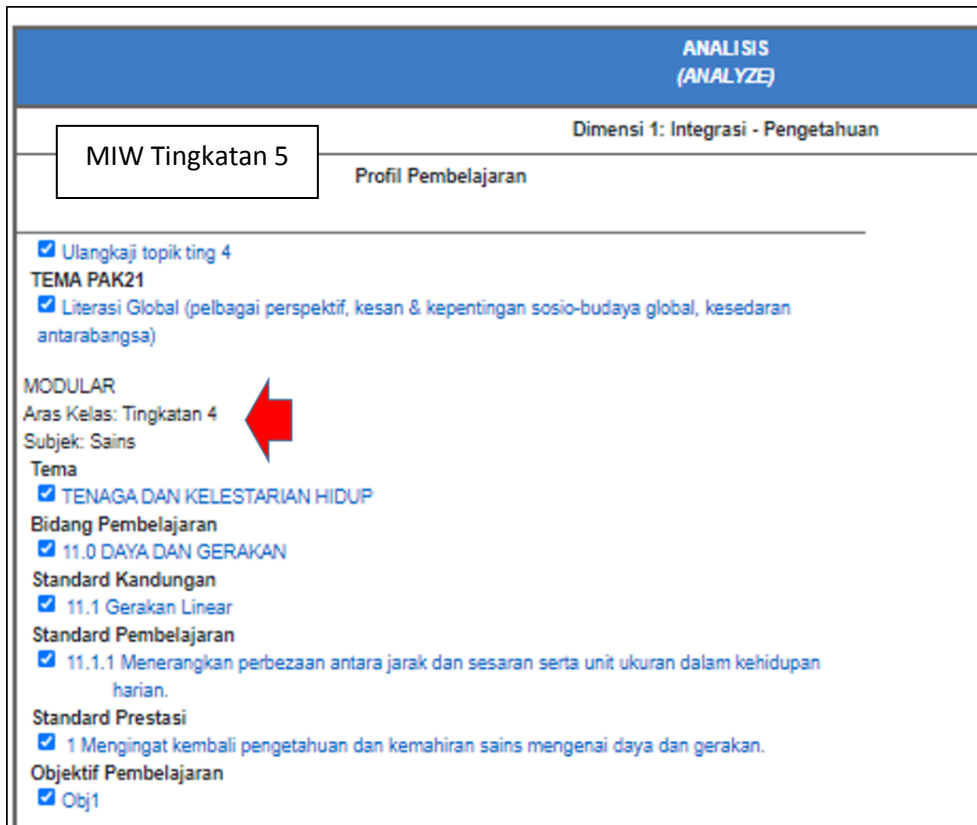 ANALISIS
(ANALYZE)
Dimensi 1: Integrasi - Pengetahuan
MIW Tingkatan 5
Profil Pembelajaran
Ulangkaji topik ting 4
TEMA PAK21
Literasi Global (pelbagai perspektif, kesan & kepentingan sosio-budaya global, kesedaran
antarabangsa)
MODULAR
Aras Kelas: Tingkatan 4
Subjek: Sains
Tema
TENAGA DAN KELESTARIAN HIDUP
Bidang Pembelajaran
11.0 DAYA DAN GERAKAN
Standard Kandungan
11.1 Gerakan Linear
Standard Pembelajaran
11.1.1 Menerangkan perbezaan antara jarak dan sesaran serta unit ukuran dalam kehidupan
harian.
Standard Prestasi
1 Mengingat kembali pengetahuan dan kemahiran sains mengenai daya dan gerakan.
Objektif Pembelajaran
Obj1